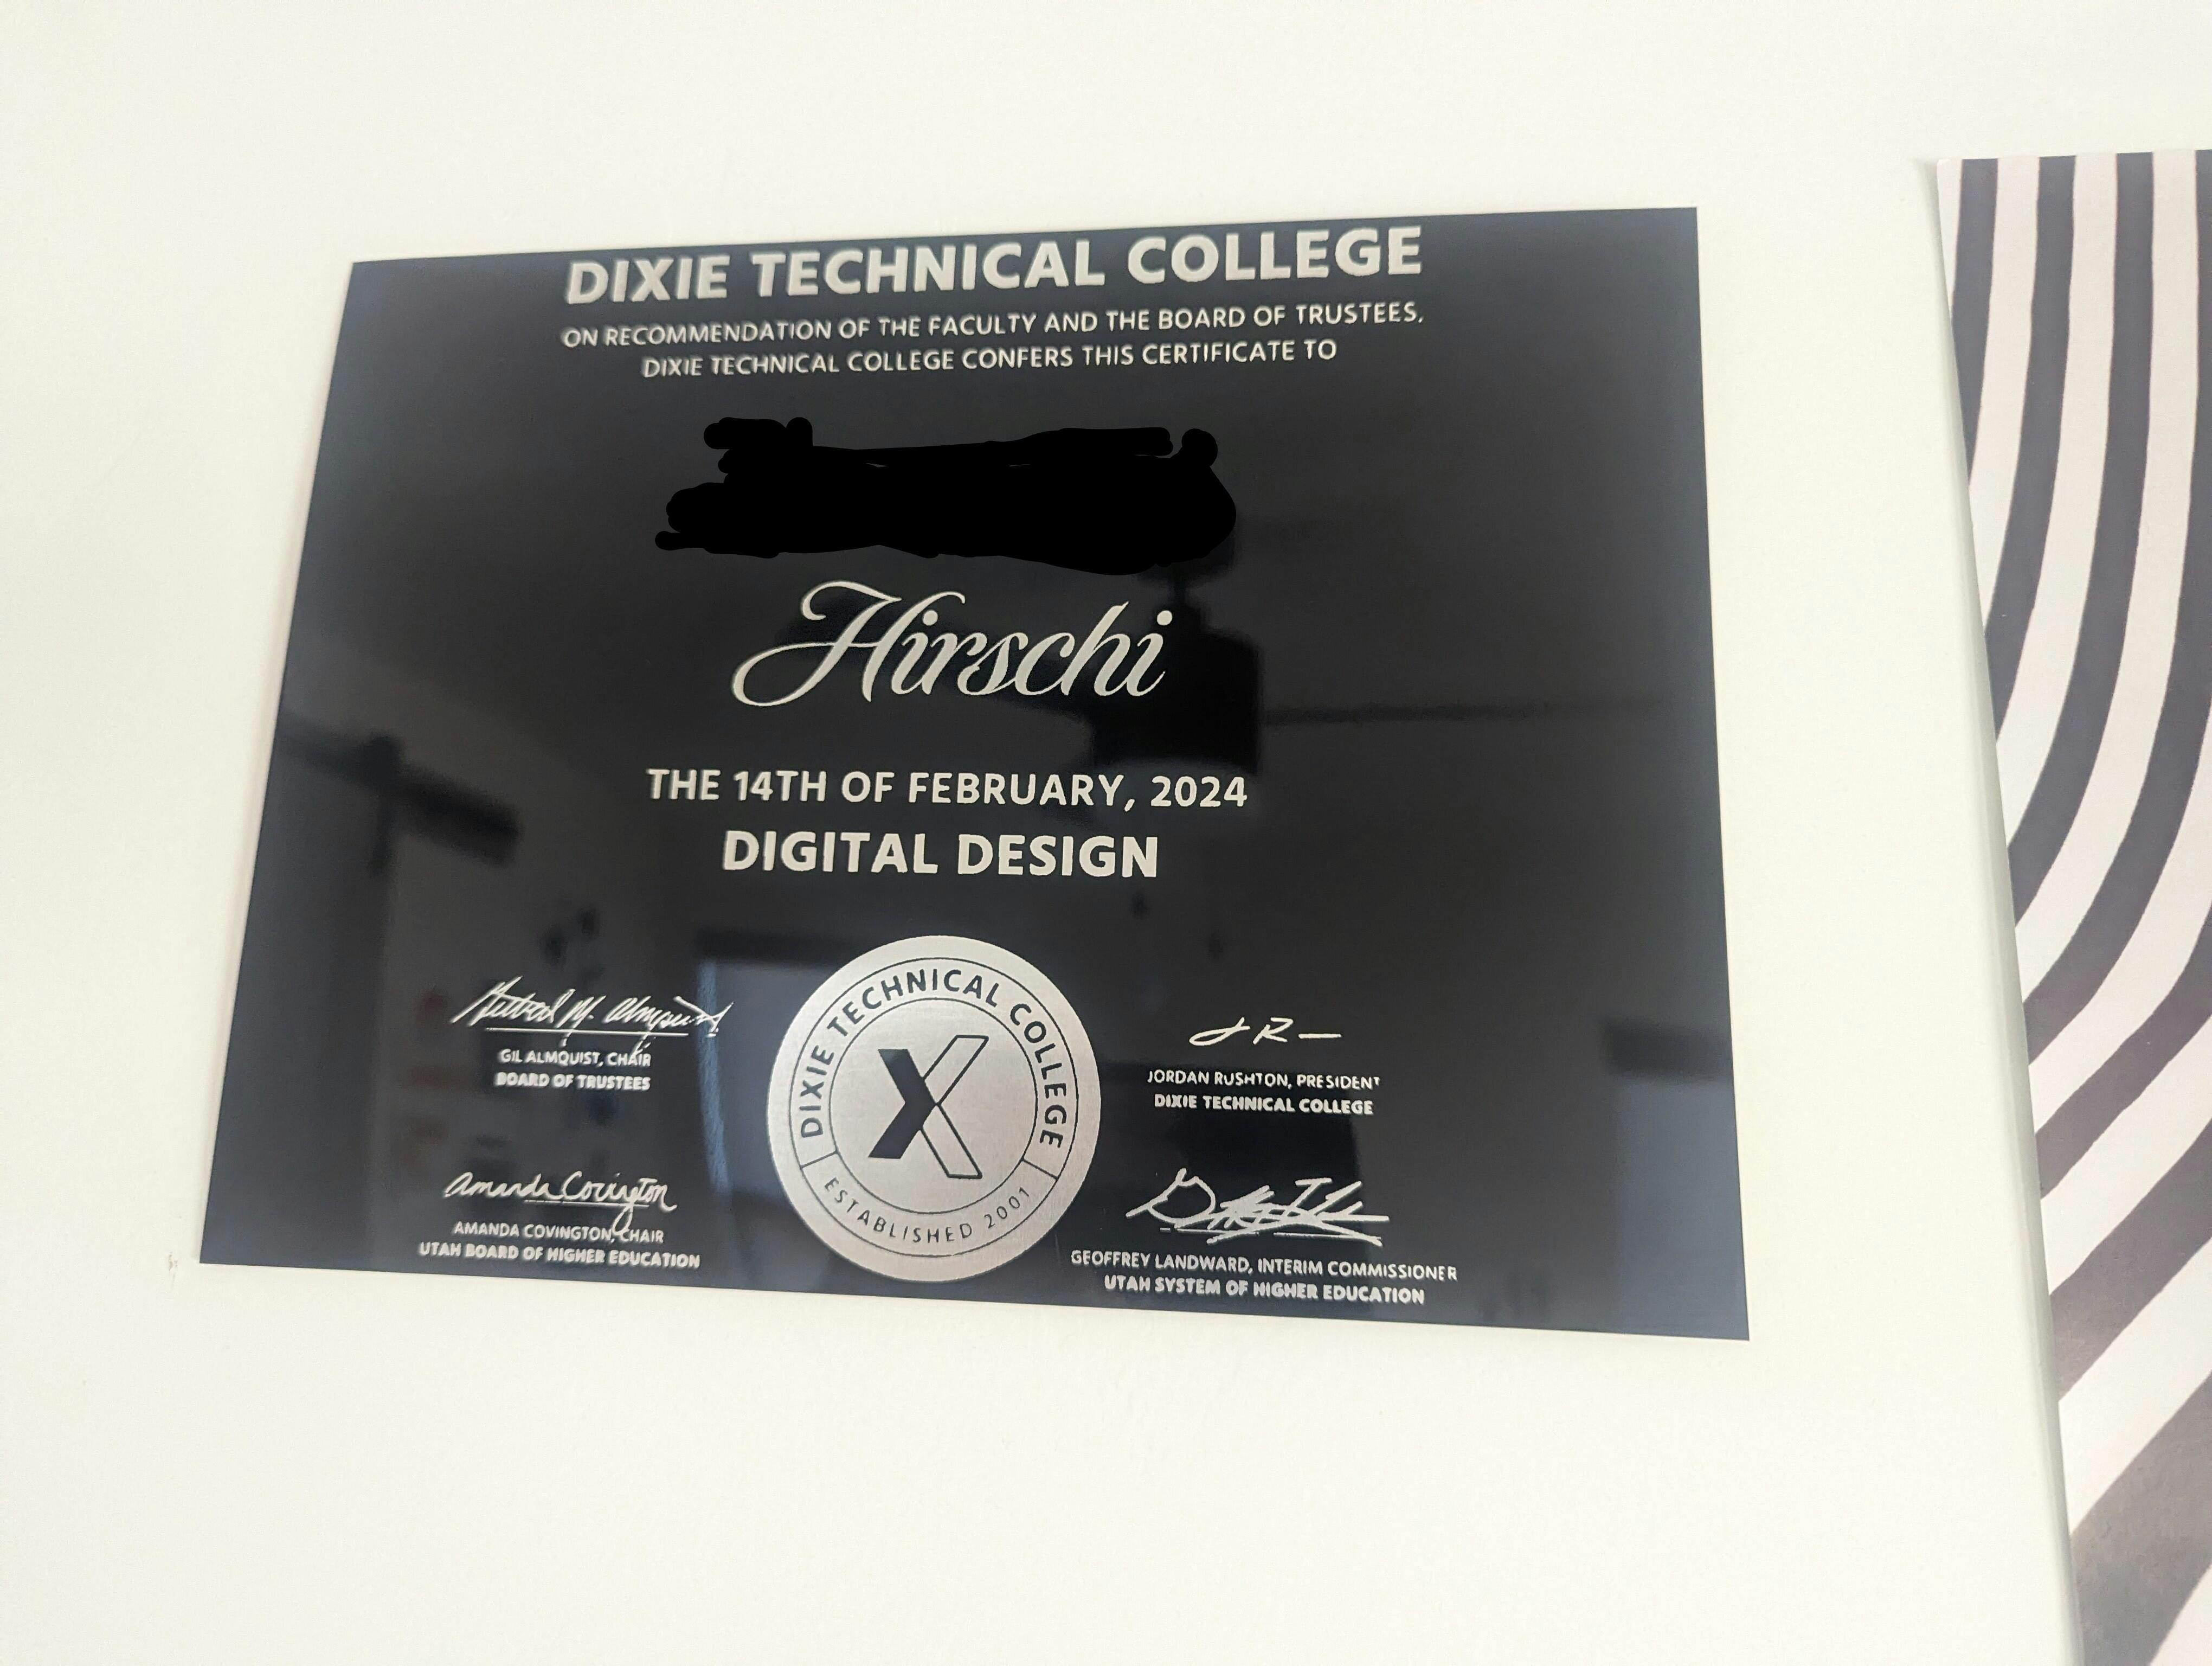 DIXIE TECHNICAL COLLEGE
ON RECOMMENDATION OF THE FACULTY AND THE BOARD OF TRUSTEES,
DIXIE TECHNICAL COLLEGE CONFERS THIS CERTIFICATE TO
Hirschi
THE 14TH OF FEBRUARY, 2024
DIGITAL DESIGN
GIL ALMQUIST, CHAIR
BOARD OF TRUSTEES
Amanda Covington
AMANDA COVINGTON, CHAIR
UTAH BOARD OF HIGHER EDUCATION
DIXIE TECHNICAL COLLEGE
X
ESTABLISHED 2001
JORDAN RUSHTON, PRESIDENT
DIXIE TECHNICAL COLLEGE
GEOFFREY LANDWARD, INTERIM COMMISSIONER
UTAH SYSTEM OF HIGHER EDUCATION